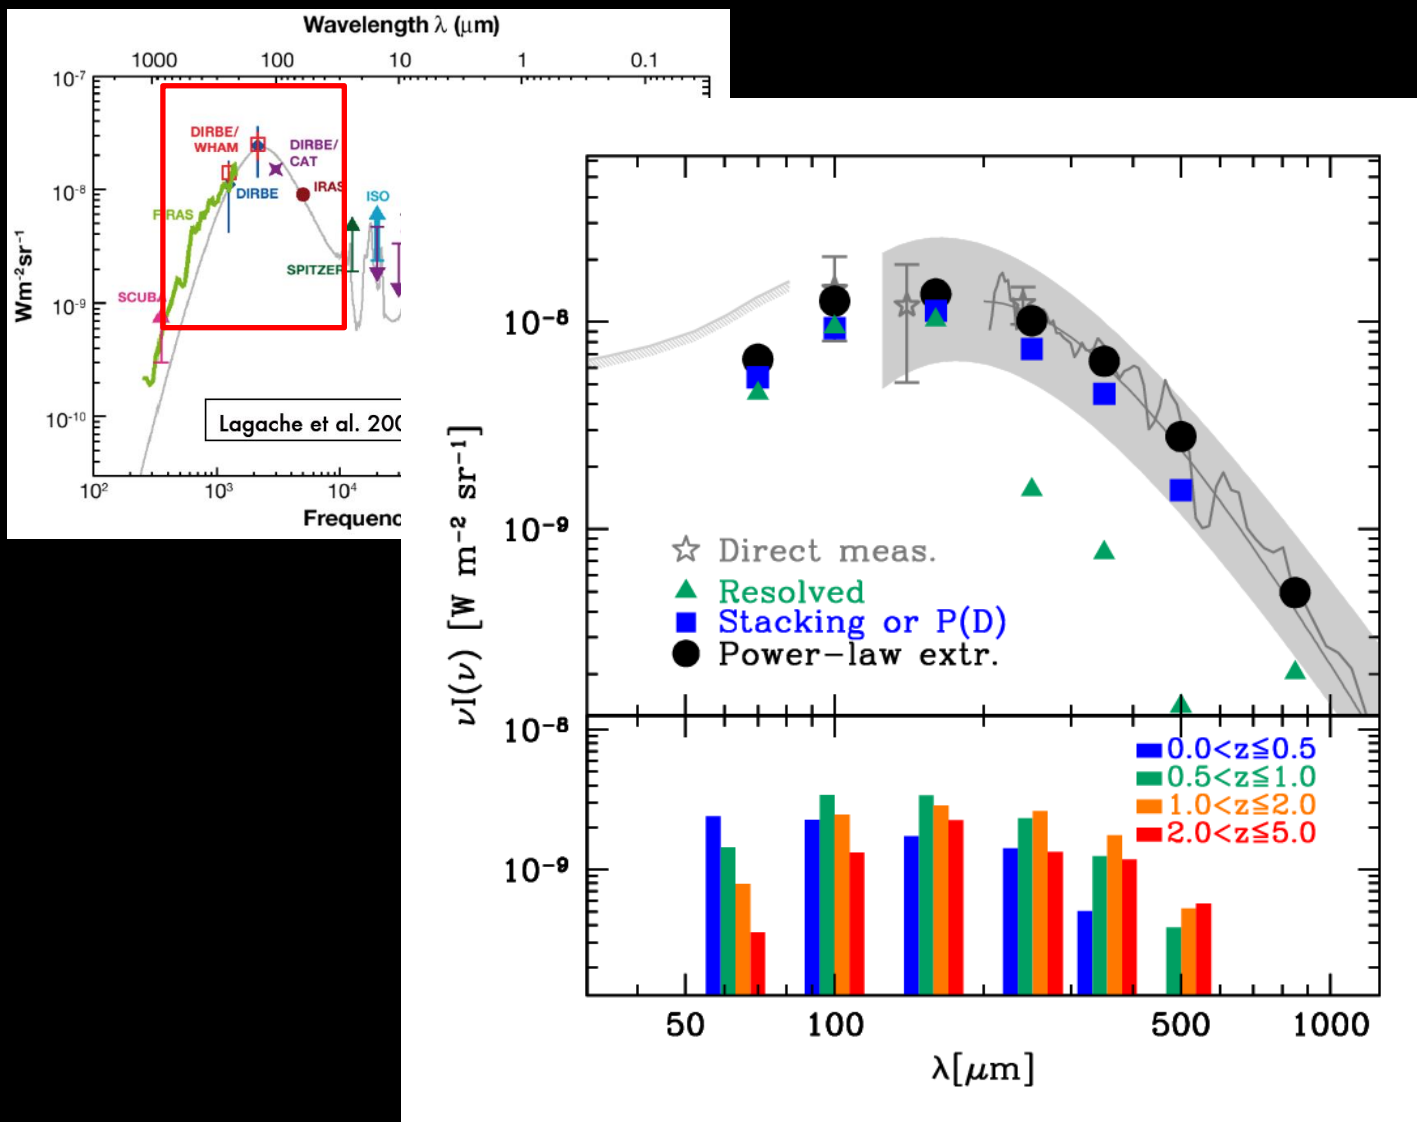 Wavelength λ (μm)
1000 100 10 1 0.1
10⁻⁷
DIRBE/
WHAM
DIRBE/
CAT
10⁻⁸
DIRBE
IRAS
ISO
FIRAS
SPITZER
SCUBA
10⁻⁹
Wm⁻²sr⁻¹
10⁻¹⁰
Lagache et al. 200
10² 10³ 10⁴
Frequenc
10⁻⁸
10⁻⁹
νI(ν) [W m⁻² sr⁻¹]
Direct meas.
Resolved
Stacking or P(D)
Power-law extr.
10⁻⁸
10⁻⁹
0.0<z≦0.5
0.5<z≦1.0
1.0<z≦2.0
2.0<z≦5.0
50 100 500 1000
λ[μm]